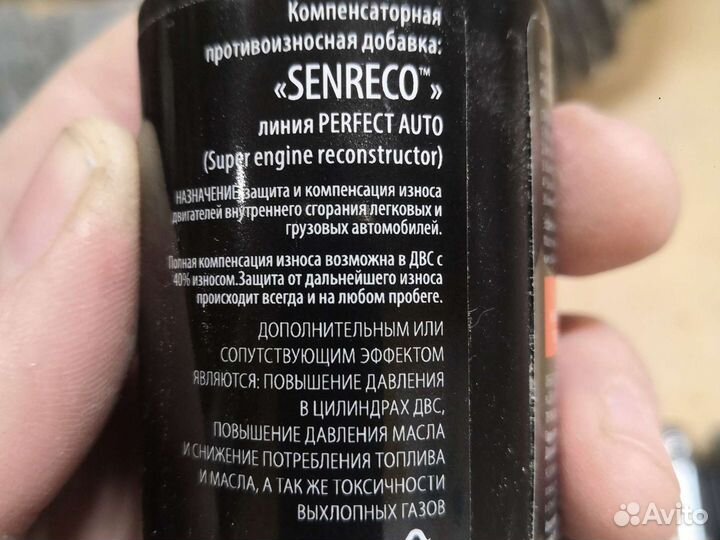 Компенсаторная
противоизносная добавка:
«SENRECO™»
линия PERFECT AUTO
(Super engine reconstructor)
НАЗНАЧЕНИЕ: защита и компенсация износа
двигателей внутреннего сгорания легковых и
грузовых автомобилей.
Полная компенсация износа возможна в ДВС с
40% износом.Защита от дальнейшего износа
происходит всегда и на любом пробеге.
ДОПОЛНИТЕЛЬНЫМ ИЛИ
СОПУТСТВУЮЩИМ ЭФФЕКТОМ
ЯВЛЯЮТСЯ: ПОВЫШЕНИЕ ДАВЛЕНИЯ
В ЦИЛИНДРАХ ДВС,
ПОВЫШЕНИЕ ДАВЛЕНИЯ МАСЛА
И СНИЖЕНИЕ ПОТРЕБЛЕНИЯ ТОПЛИВА
И МАСЛА, А ТАК ЖЕ ТОКСИЧНОСТИ
ВЫХЛОПНЫХ ГАЗОВ
Avito